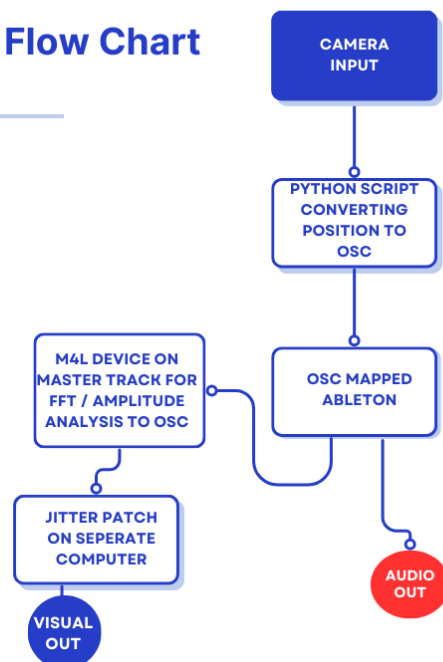 Flow Chart
CAMERA
INPUT
PYTHON SCRIPT
CONVERTING
POSITION TO
OSC
OSC MAPPED
ABLETON
M4L DEVICE ON
MASTER TRACK FOR
FFT / AMPLITUDE
ANALYSIS TO OSC
JITTER PATCH
ON SEPERATE
COMPUTER
AUDIO
OUT
VISUAL
OUT